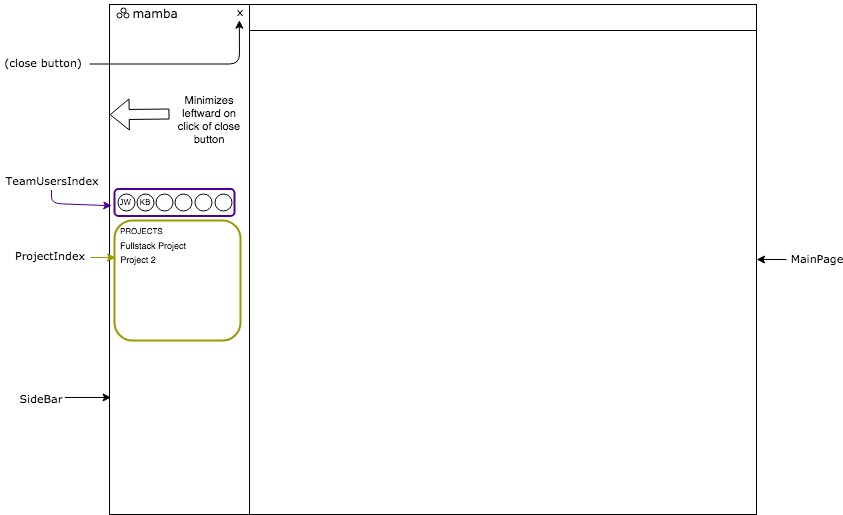 mamba
x
(close button)
Minimizes
leftward on
click of close
button
TeamUsersIndex
JW
KB
PROJECTS
Fullstack Project
Project 2
ProjectIndex
MainPage
SideBar